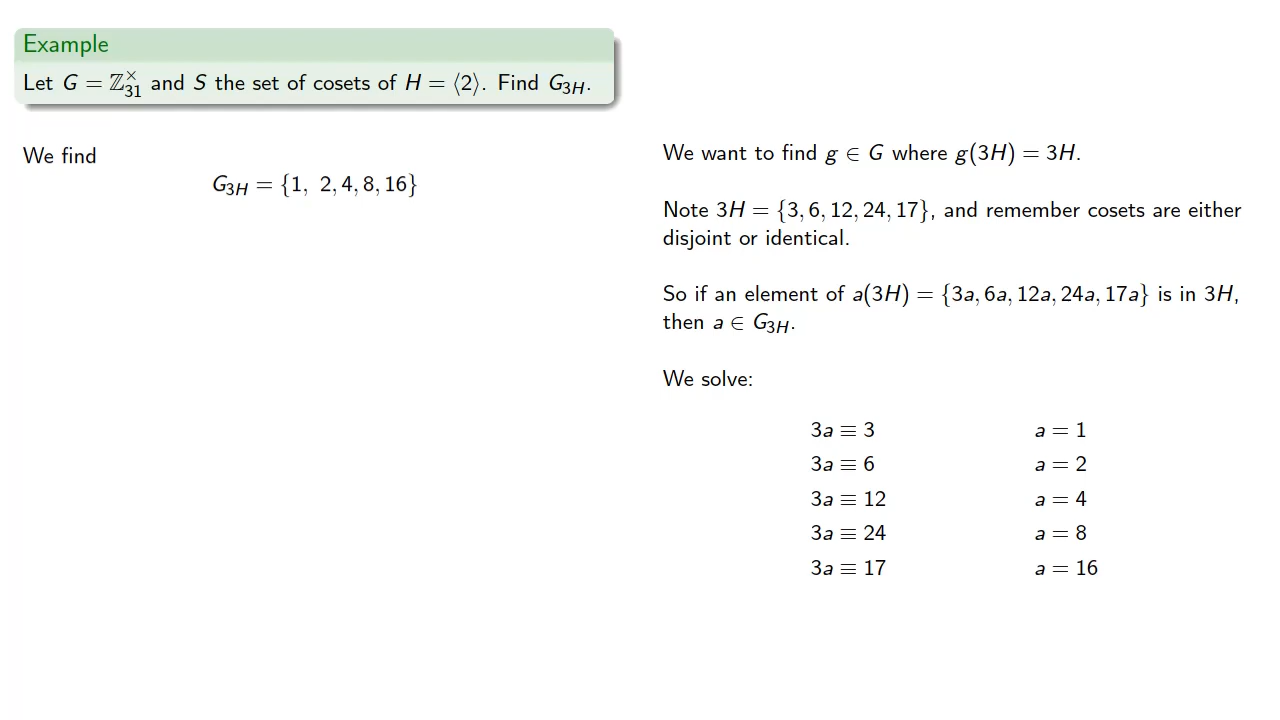 Example
Let G = ℤ₃₁^× and S the set of cosets of H = ⟨2⟩. Find G₃H.
We find
G₃H = {1, 2, 4, 8, 16}
We want to find g ∈ G where g(3H) = 3H.
Note 3H = {3, 6, 12, 24, 17}, and remember cosets are either
disjoint or identical.
So if an element of a(3H) = {3a, 6a, 12a, 24a, 17a} is in 3H,
then a ∈ G₃H.
We solve:
3a ≡ 3 a = 1
3a ≡ 6 a = 2
3a ≡ 12 a = 4
3a ≡ 24 a = 8
3a ≡ 17 a = 16